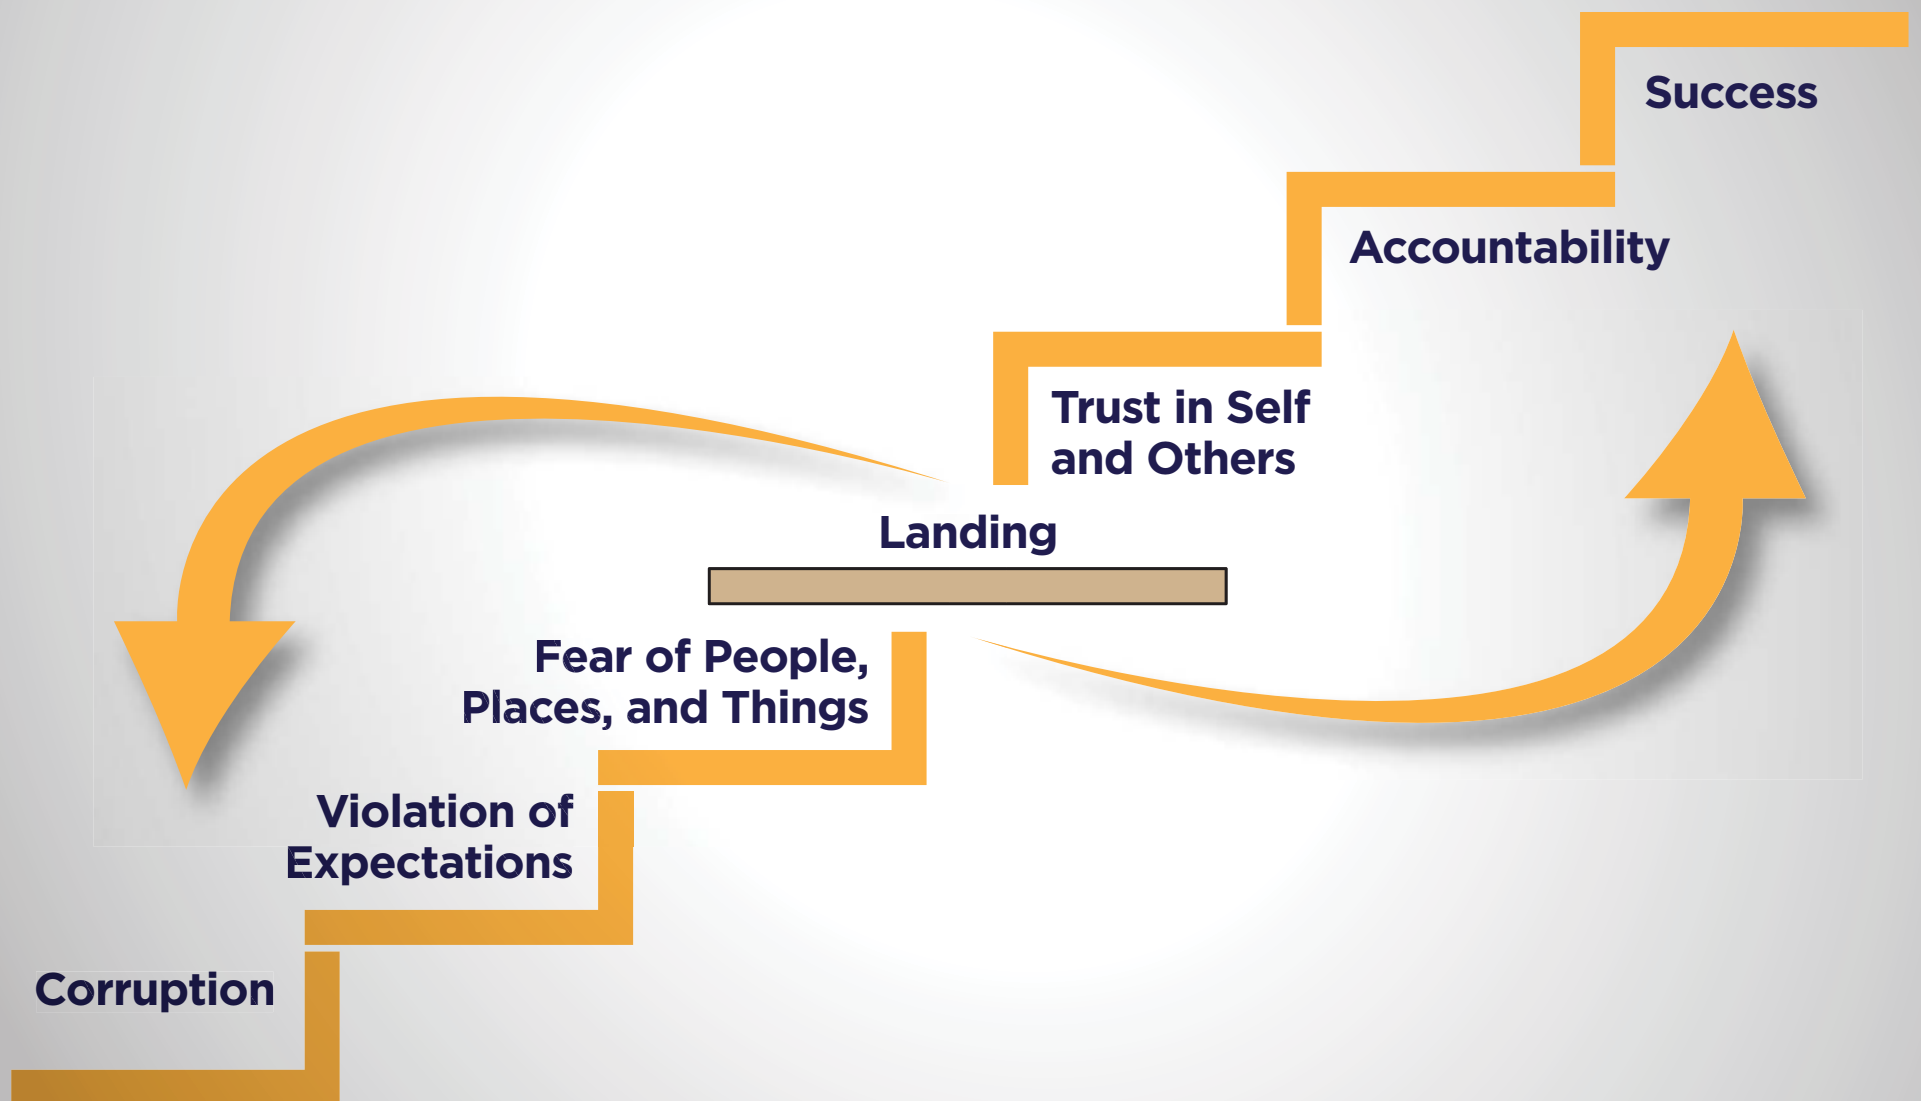 Success
Accountability
Trust in Self
and Others
Landing
Fear of People,
Places, and Things
Violation of
Expectations
Corruption